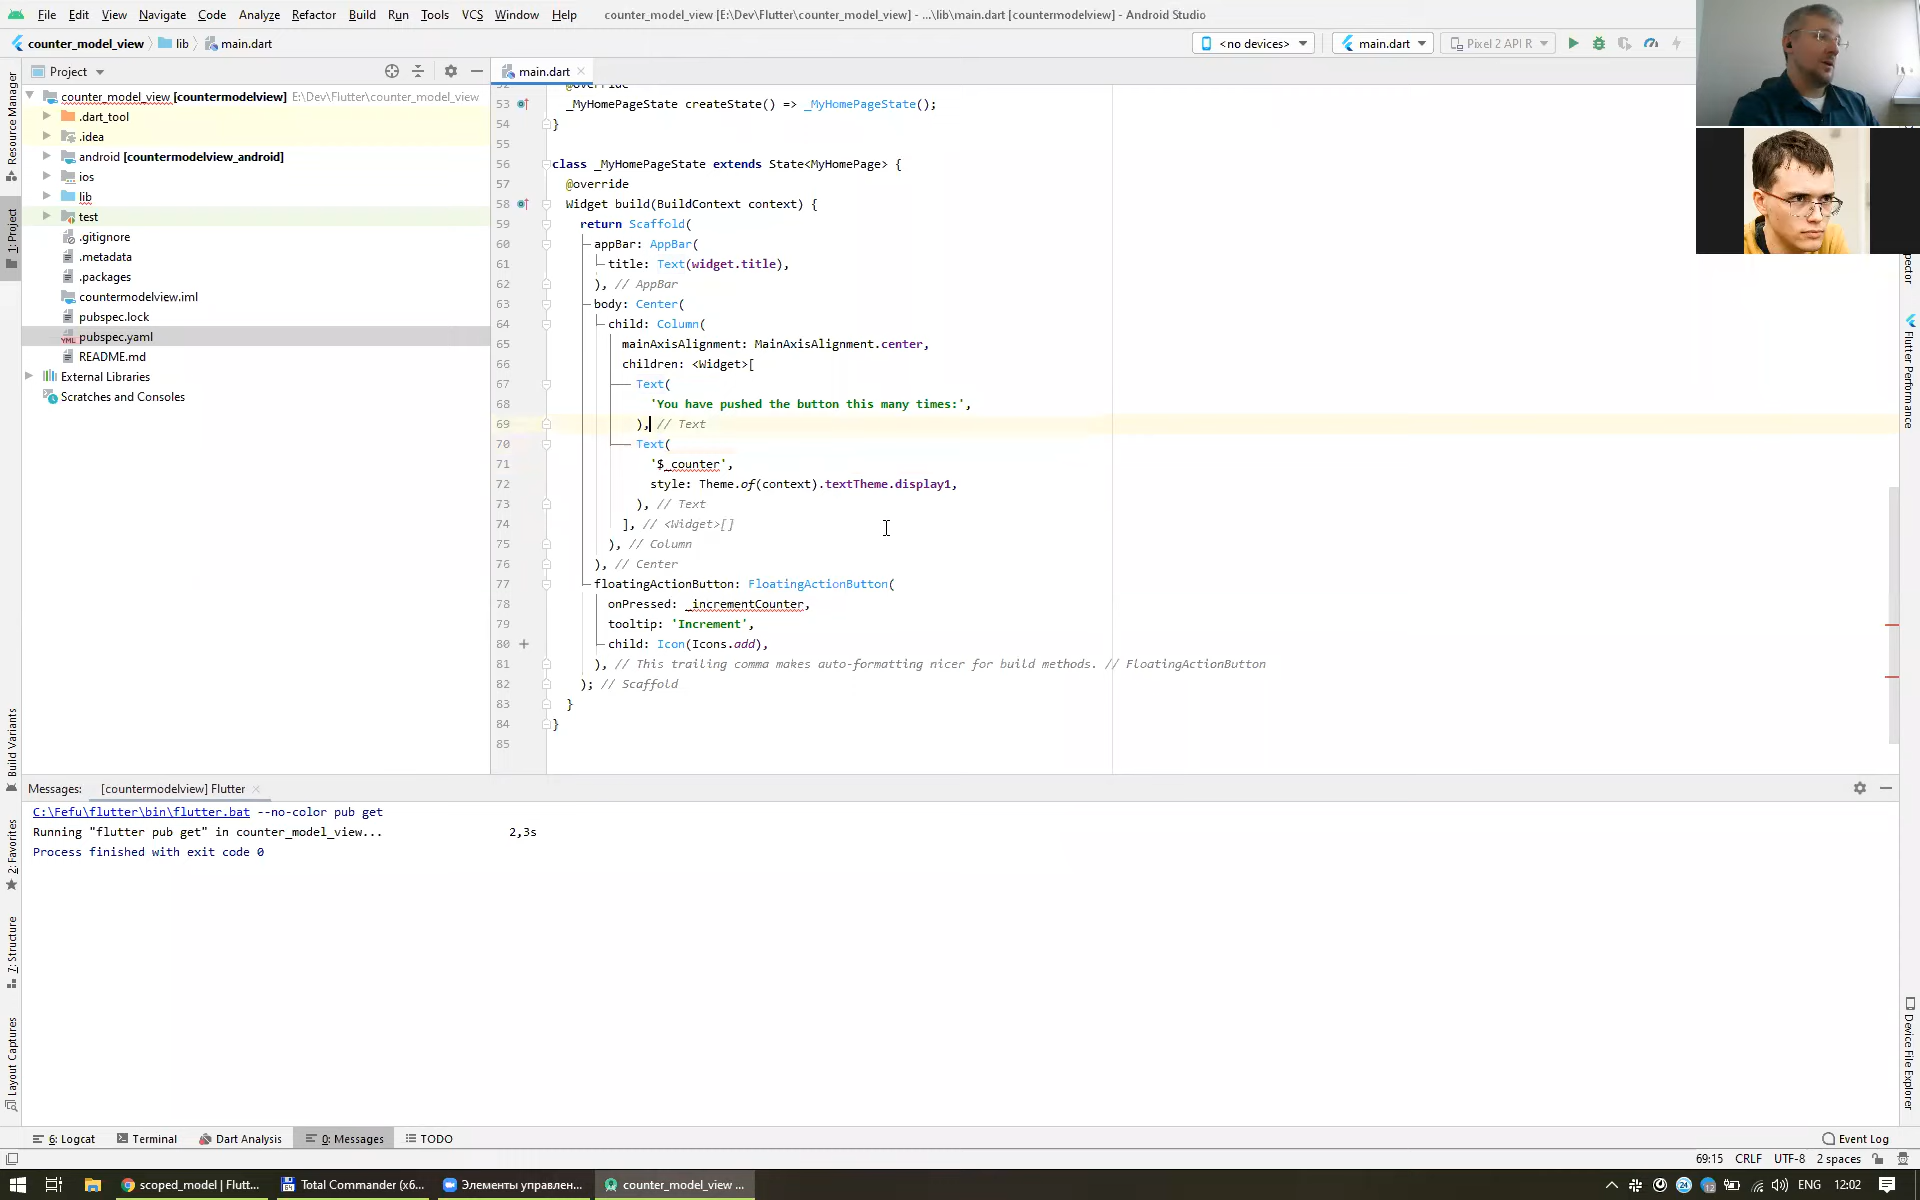 File Edit View Navigate Code Analyze Refactor Build Run Tools VCS Window Help counter_model_view [E:\Dev\Flutter\counter_model_view] - ...\lib\main.dart [countermodelview] - Android Studio
counter_model_view lib main.dart <no devices> main.dart Pixel 2 API R
Project
main.dart
counter_model_view [countermodelview] E:\Dev\Flutter\counter_model_view
.dart_tool
.idea
android [countermodelview_android]
ios
lib
test
.gitignore
.metadata
.packages
countermodelview.iml
pubspec.lock
pubspec.yaml
README.md
External Libraries
Scratches and Consoles
Resource Manager
1: Project
Build Variants
2: Favorites
7: Structure
Layout Captures
53 _MyHomePageState createState() => _MyHomePageState();
54 }
55
56 class _MyHomePageState extends State<MyHomePage> {
57 @override
58 Widget build(BuildContext context) {
59 return Scaffold(
60 appBar: AppBar(
61 title: Text(widget.title),
62 ), // AppBar
63 body: Center(
64 child: Column(
65 mainAxisAlignment: MainAxisAlignment.center,
66 children: <Widget>[
67 Text(
68 'You have pushed the button this many times:',
69 ), // Text
70 Text(
71 '$_counter',
72 style: Theme.of(context).textTheme.display1,
73 ), // Text
74 ], // <Widget>[]
75 ), // Column
76 ), // Center
77 floatingActionButton: FloatingActionButton(
78 onPressed: _incrementCounter,
79 tooltip: 'Increment',
80 child: Icon(Icons.add),
81 ), // This trailing comma makes auto-formatting nicer for build methods. // FloatingActionButton
82 ); // Scaffold
83 }
84 }
85
Flutter Performance
Device File Explorer
Messages: [countermodelview] Flutter
C:\Fefu\flutter\bin\flutter.bat --no-color pub get
Running "flutter pub get" in counter_model_view... 2,3s
Process finished with exit code 0
6: Logcat Terminal Dart Analysis 0: Messages TODO Event Log
69:15 CRLF UTF-8 2 spaces
scoped_model | Flutt... Total Commander (x6... Элементы управлен... counter_model_view ... 24 12 ENG 12:02